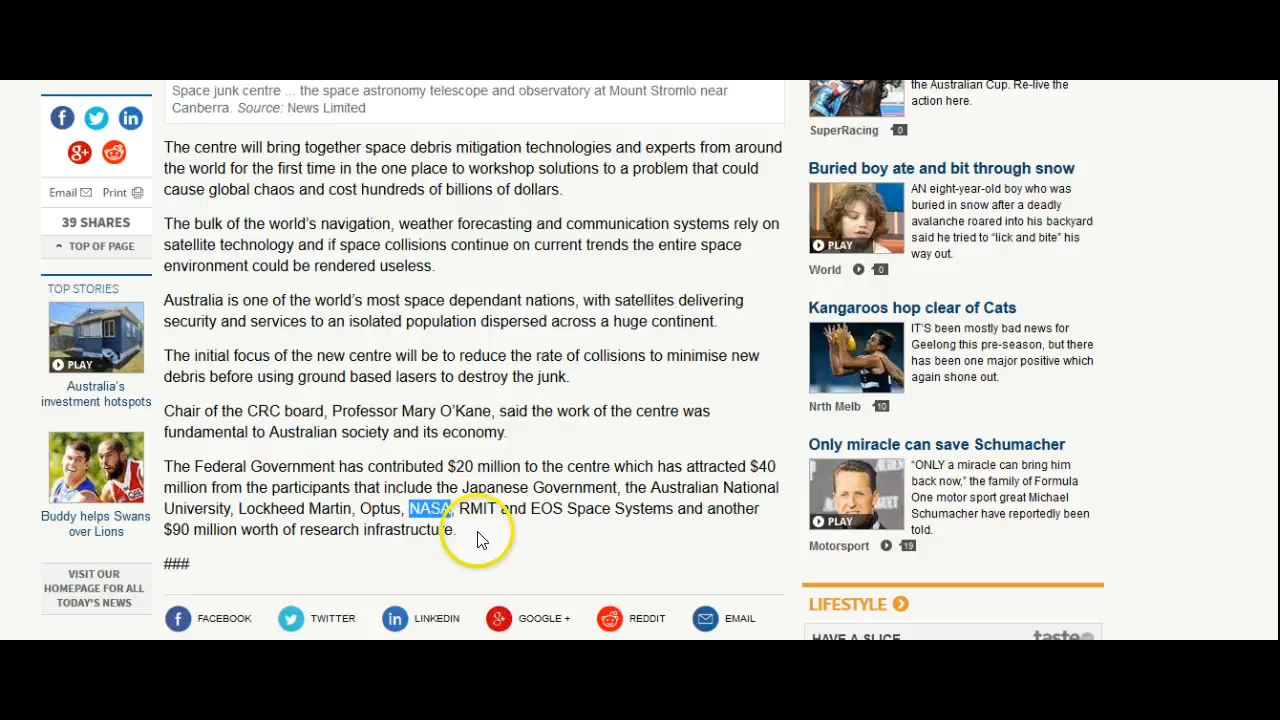 Space junk centre ... the space astronomy telescope and observatory at Mount Stromlo near
Canberra. Source: News Limited
Email
Print
39 SHARES
TOP OF PAGE
TOP STORIES
PLAY
Australia's
investment hotspots
Buddy helps Swans
over Lions
VISIT OUR
HOMEPAGE FOR ALL
TODAY'S NEWS
The centre will bring together space debris mitigation technologies and experts from around
the world for the first time in the one place to workshop solutions to a problem that could
cause global chaos and cost hundreds of billions of dollars.
The bulk of the world's navigation, weather forecasting and communication systems rely on
satellite technology and if space collisions continue on current trends the entire space
environment could be rendered useless.
Australia is one of the world's most space dependant nations, with satellites delivering
security and services to an isolated population dispersed across a huge continent.
The initial focus of the new centre will be to reduce the rate of collisions to minimise new
debris before using ground based lasers to destroy the junk.
Chair of the CRC board, Professor Mary O'Kane, said the work of the centre was
fundamental to Australian society and its economy.
The Federal Government has contributed $20 million to the centre which has attracted $40
million from the participants that include the Japanese Government, the Australian National
University, Lockheed Martin, Optus, NASA, RMIT and EOS Space Systems and another
$90 million worth of research infrastructure.
###
FACEBOOK
TWITTER
LINKEDIN
GOOGLE +
REDDIT
EMAIL
the Australian Cup. Re-live the
action here.
SuperRacing 0
Buried boy ate and bit through snow
AN eight-year-old boy who was
buried in snow after a deadly
avalanche roared into his backyard
said he tried to "lick and bite" his
way out.
PLAY
World 0
Kangaroos hop clear of Cats
IT'S been mostly bad news for
Geelong this pre-season, but there
has been one major positive which
again shone out.
Nrth Melb 10
Only miracle can save Schumacher
"ONLY a miracle can bring him
back now," the family of Formula
One motor sport great Michael
Schumacher have reportedly been
told.
PLAY
Motorsport 19
LIFESTYLE
HAVE A SLICE
taste